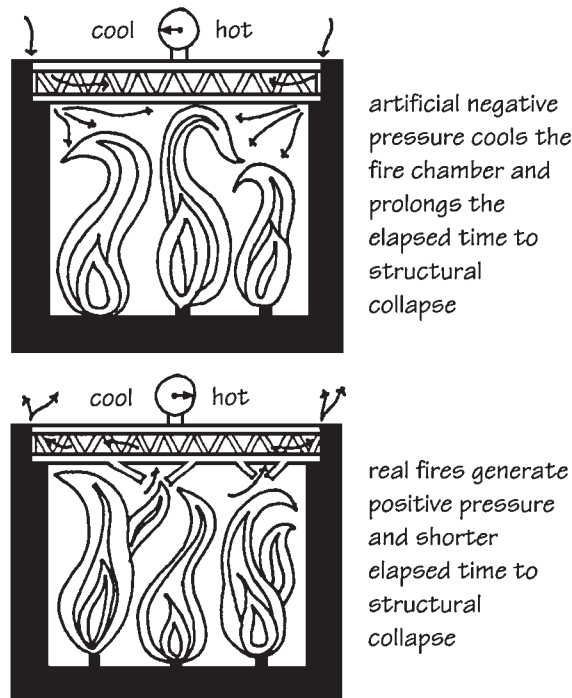 cool hot
artificial negative
pressure cools the
fire chamber and
prolongs the
elapsed time to
structural
collapse
cool hot
real fires generate
positive pressure
and shorter
elapsed time to
structural
collapse